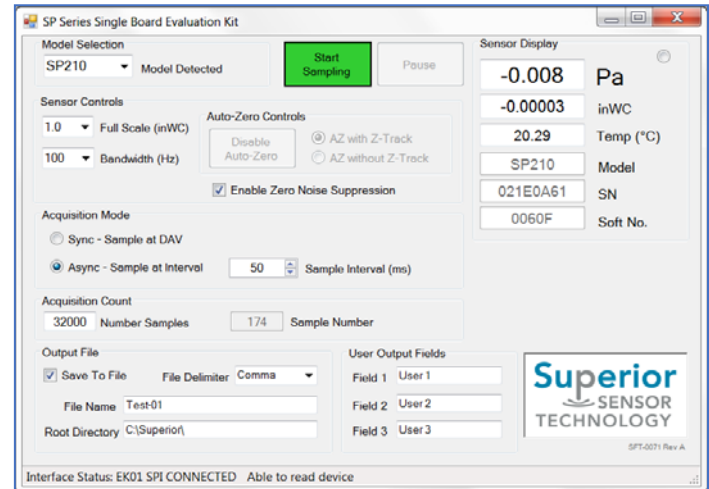 SP Series Single Board Evaluation Kit
Model Selection
SP210 Model Detected
Start
Sampling
Pause
Sensor Display
-0.008 Pa
-0.00003 inWC
20.29 Temp (°C)
SP210 Model
021E0A61 SN
0060F Soft No.
Sensor Controls
1.0 Full Scale (inWC)
100 Bandwidth (Hz)
Auto-Zero Controls
Disable
Auto-Zero
AZ with Z-Track
AZ without Z-Track
Enable Zero Noise Suppression
Acquisition Mode
Sync - Sample at DAV
Async - Sample at Interval 50 Sample Interval (ms)
Acquisition Count
32000 Number Samples 174 Sample Number
Output File
Save To File File Delimiter Comma
File Name Test-01
Root Directory C:\Superior\
User Output Fields
Field 1 User 1
Field 2 User 2
Field 3 User 3
Superior
SENSOR
TECHNOLOGY
SFT-0071 Rev A
Interface Status: EK01 SPI CONNECTED Able to read device